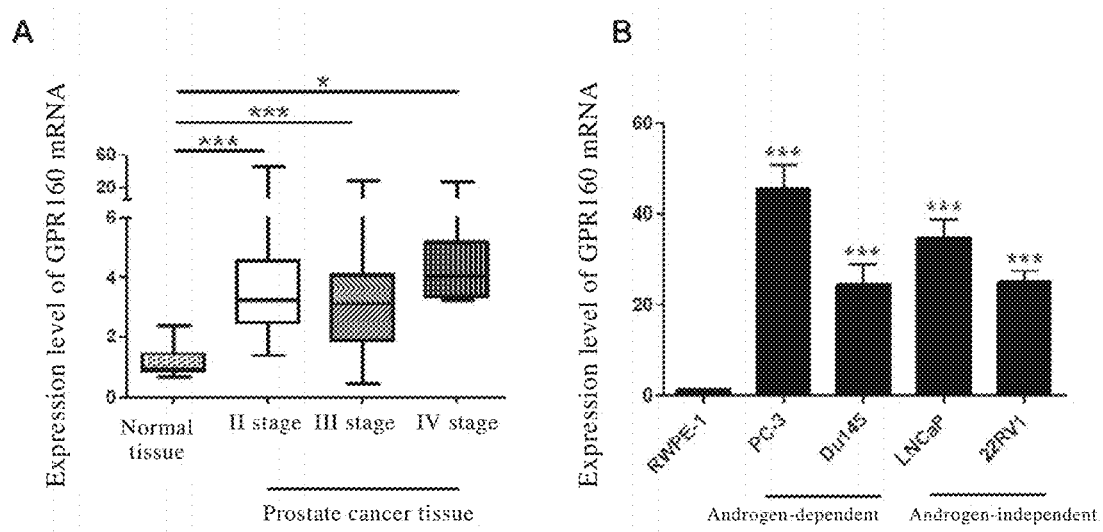 A
Expression level of GPR160 mRNA
*
***
***
60
20
6
4
2
0
Normal
tissue
II stage III stage IV stage
Prostate cancer tissue
B
Expression level of GPR160 mRNA
60
40
20
0
***
***
***
***
RWPE-1
PC-3
Du145
LNCaP
22RV1
Androgen-dependent
Androgen-independent